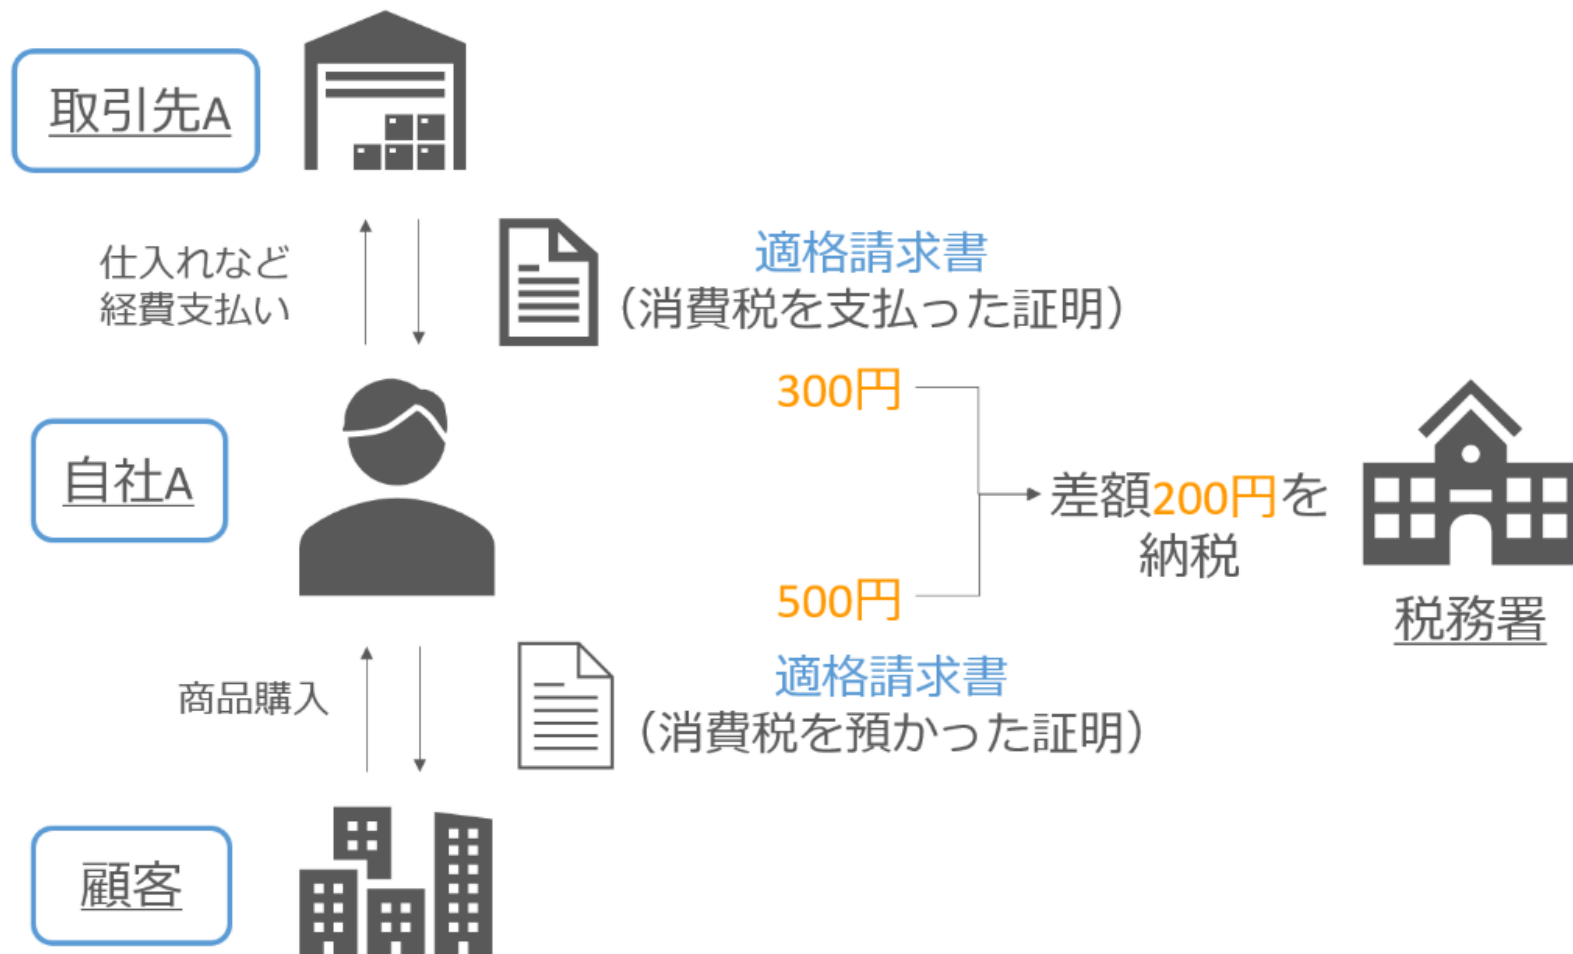 取引先A
仕入れなど
経費支払い
適格請求書
（消費税を支払った証明）
300円
自社A
差額200円を
納税
税務署
500円
適格請求書
（消費税を預かった証明）
商品購入
顧客